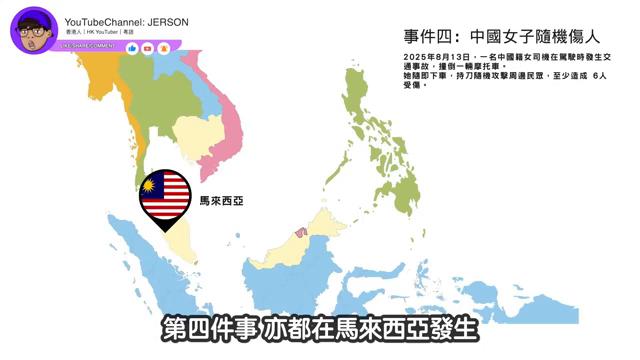 YouTubeChannel: JERSON
香港人｜HK YouTuber｜粵語
LIKE/SHARE/COMMENT
事件四：中國女子隨機傷人
2025年8月13日，一名中國籍女司機在駕駛時發生交
通事故，撞倒一輛摩托車。
她隨即下車，持刀隨機攻擊周邊民眾，至少造成 6人
受傷。
馬來西亞
第四件事 亦都在馬來西亞發生